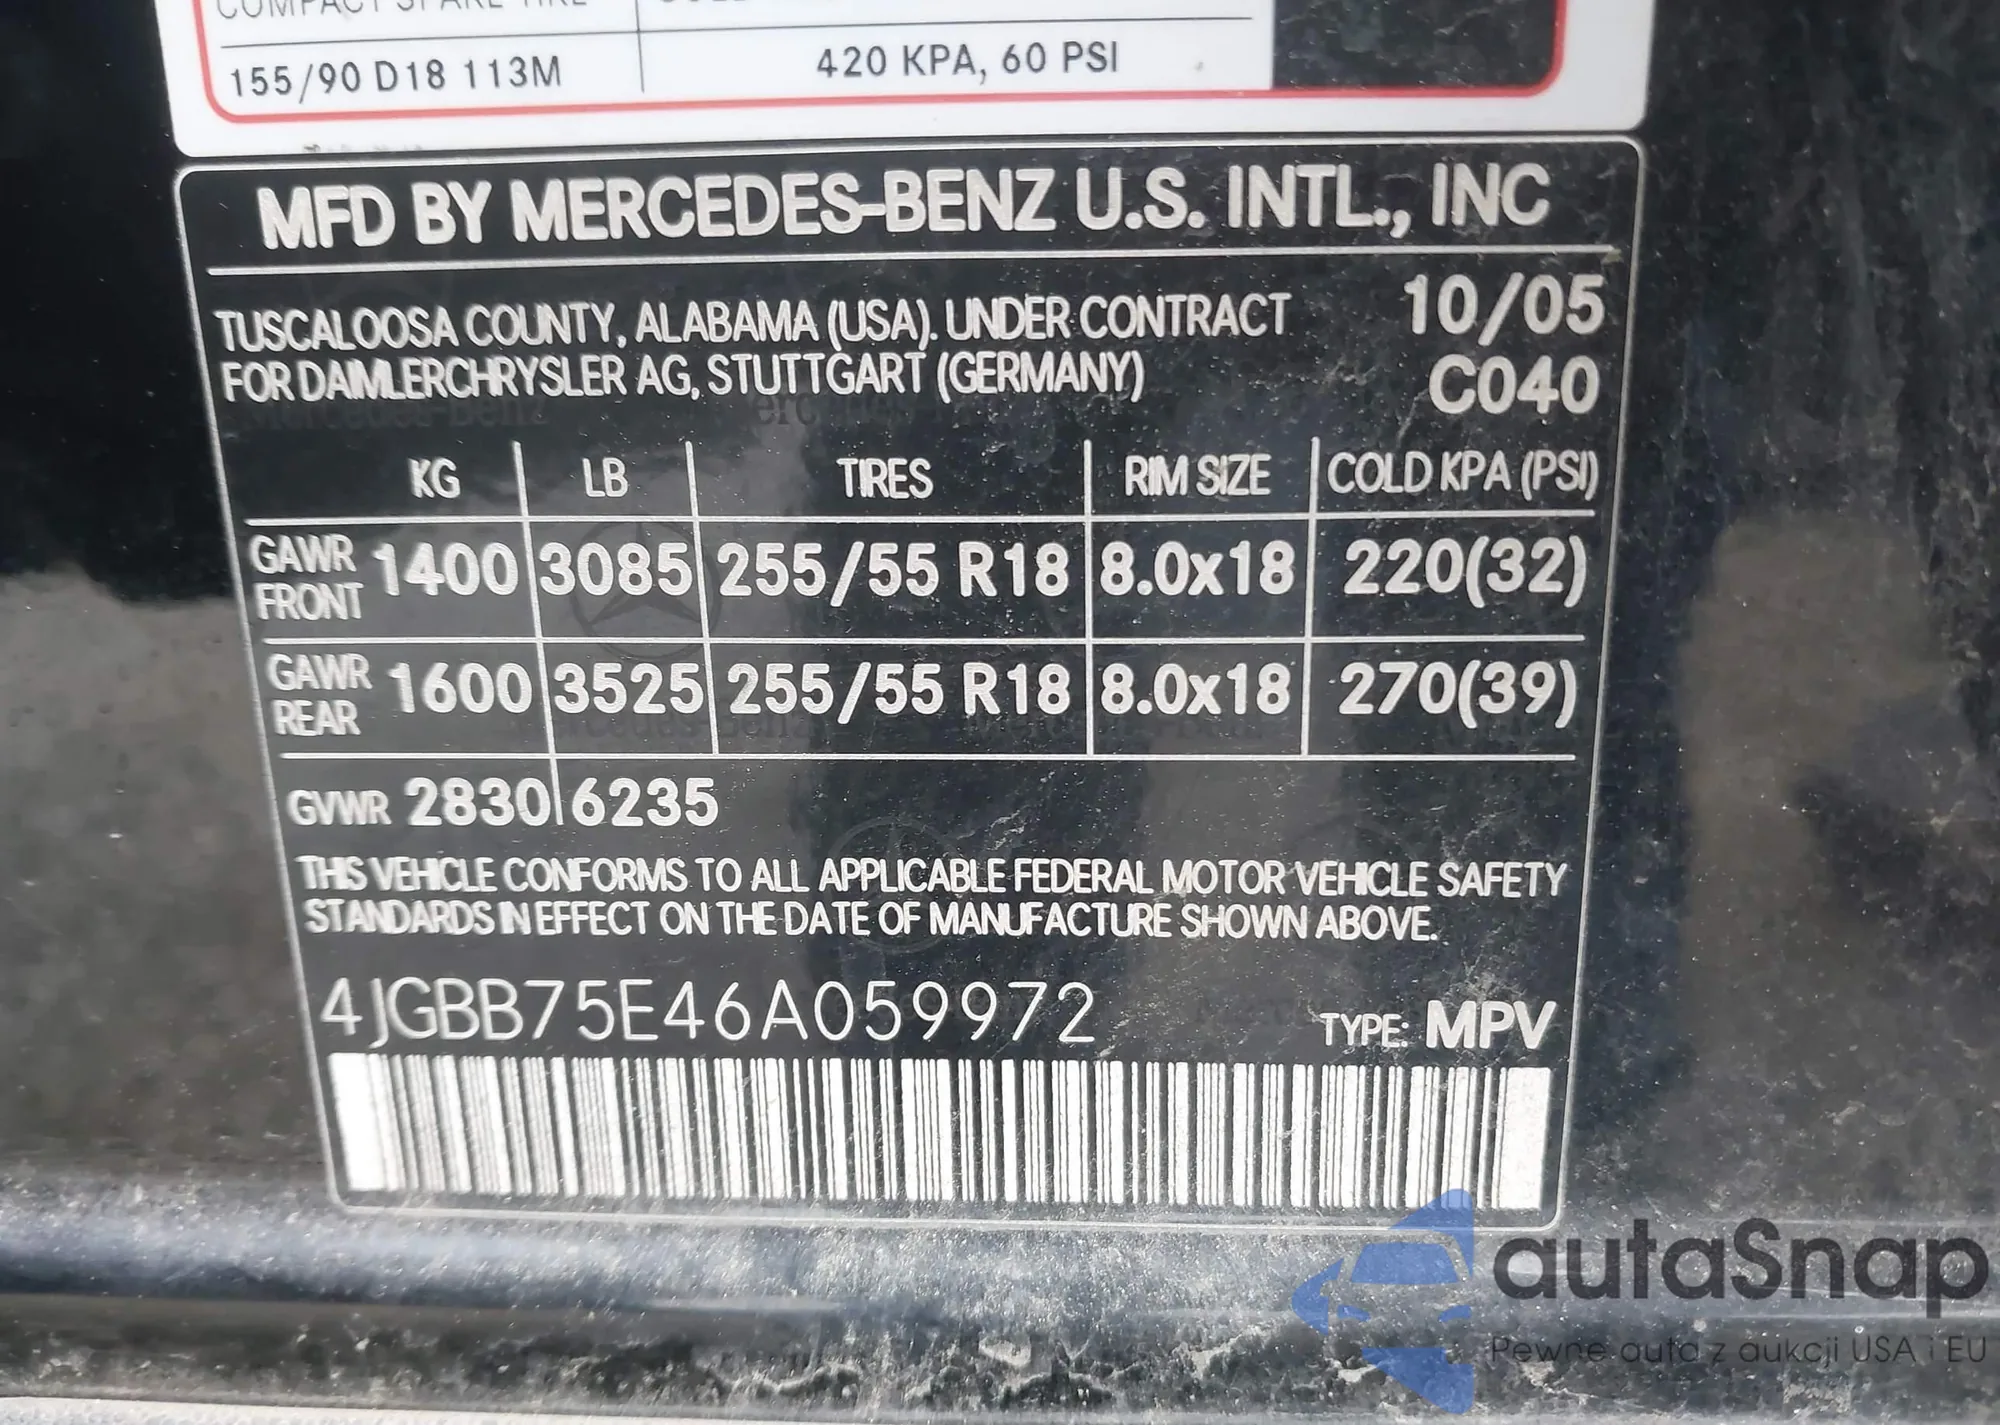 COMPACT SPARE TIRE
155/90 D18 113M 420 KPA, 60 PSI
MFD BY MERCEDES-BENZ U.S. INTL., INC
TUSCALOOSA COUNTY, ALABAMA (USA). UNDER CONTRACT 10/05
FOR DAIMLERCHRYSLER AG, STUTTGART (GERMANY) C040
KG LB TIRES RIM SIZE COLD KPA (PSI)
GAWR FRONT 1400 3085 255/55 R18 8.0x18 220(32)
GAWR REAR 1600 3525 255/55 R18 8.0x18 270(39)
GVWR 2830 6235
THIS VEHICLE CONFORMS TO ALL APPLICABLE FEDERAL MOTOR VEHICLE SAFETY
STANDARDS IN EFFECT ON THE DATE OF MANUFACTURE SHOWN ABOVE.
4JGBB75E46A059972 TYPE: MPV
autaSnap
Pewne auta z aukcji USA i EU